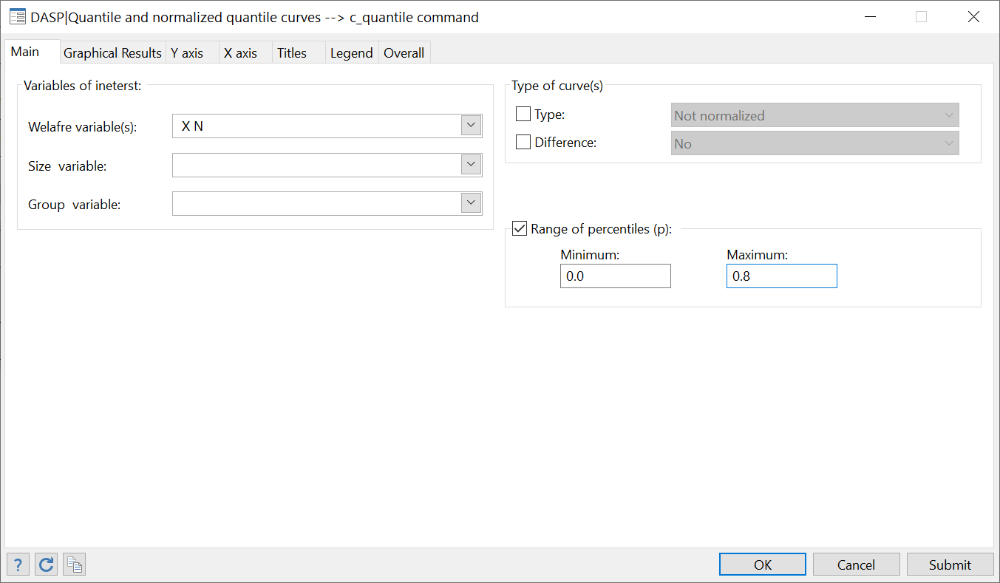 DASP|Quantile and normalized quantile curves --> c_quantile command
Main Graphical Results Y axis X axis Titles Legend Overall
Variables of ineterst:
Welafre variable(s): X N
Size variable:
Group variable:
Type of curve(s)
Type: Not normalized
Difference: No
Range of percentiles (p):
Minimum: Maximum:
0.0 0.8
? OK Cancel Submit